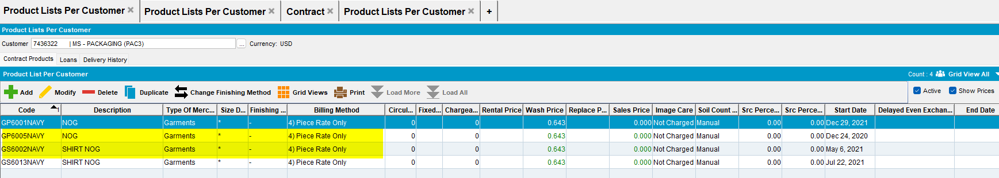 Product Lists Per Customer × Product Lists Per Customer × Contract × Product Lists Per Customer × +
Product Lists Per Customer
Customer 7436322 | MS - PACKAGING (PAC3) ... Currency: USD
Contract Products Loans Delivery History
Product List Per Customer Count : 4 Grid View All
Add Modify Delete Duplicate Change Finishing Method Grid Views Print Load More Load All Active Show Prices
Code 1 Description Type Of Merc... Size D... Finishing ... Billing Method Circul... Fixed... Chargea... Rental Price Wash Price Replace P... Sales Price Image Care Soil Count ... Src Perce... Src Perce... Start Date Delayed Even Exchan... End Date
GP6001NAVY NOG Garments * - 4) Piece Rate Only 0 0 0.643 0.000 Not Charged Manual 0.00 0.00 Dec 29, 2021
GP6005NAVY NOG Garments * - 4) Piece Rate Only 0 0 0.643 0.000 Not Charged Manual 0.00 0.00 Dec 24, 2020
GS6002NAVY SHIRT NOG Garments * - 4) Piece Rate Only 0 0 0.643 0.000 Not Charged Manual 0.00 0.00 May 6, 2021
GS6013NAVY SHIRT NOG Garments * - 4) Piece Rate Only 0 0 0.643 0.000 Not Charged Manual 0.00 0.00 Jul 22, 2021